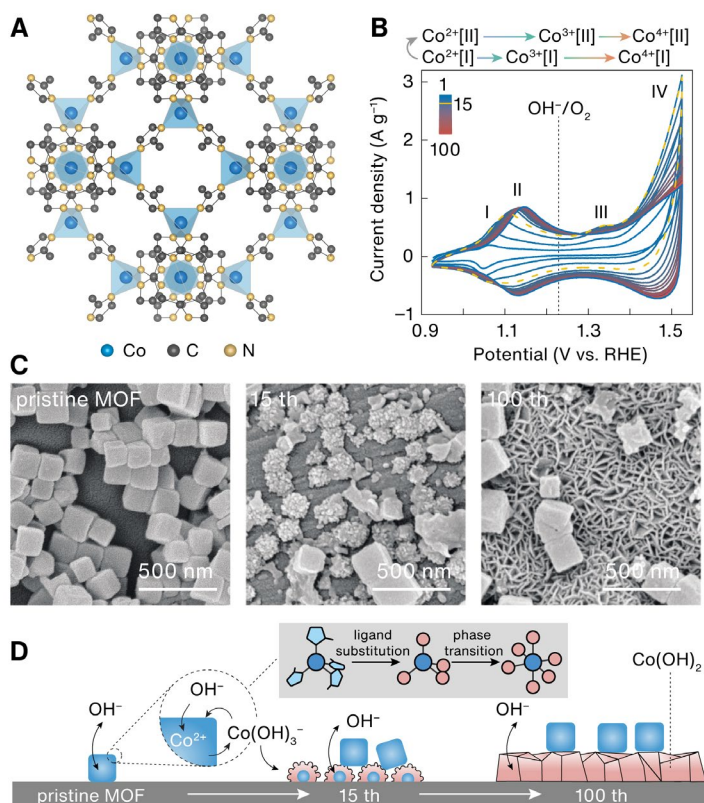 A
Co C N
B
Co²⁺[II] Co³⁺[II] Co⁴⁺[II]
Co²⁺[I] Co³⁺[I] Co⁴⁺[I]
3
2
1
0
−1
Current density (A g⁻¹)
1
15
100
OH⁻/O₂
I
II
III
IV
0.9 1.1 1.3 1.5
Potential (V vs. RHE)
C
pristine MOF
500 nm
15 th
500 nm
100 th
500 nm
D
ligand substitution
phase transition
OH⁻
OH⁻
Co²⁺
Co(OH)₃⁻
OH⁻
OH⁻
Co(OH)₂
pristine MOF
15 th
100 th